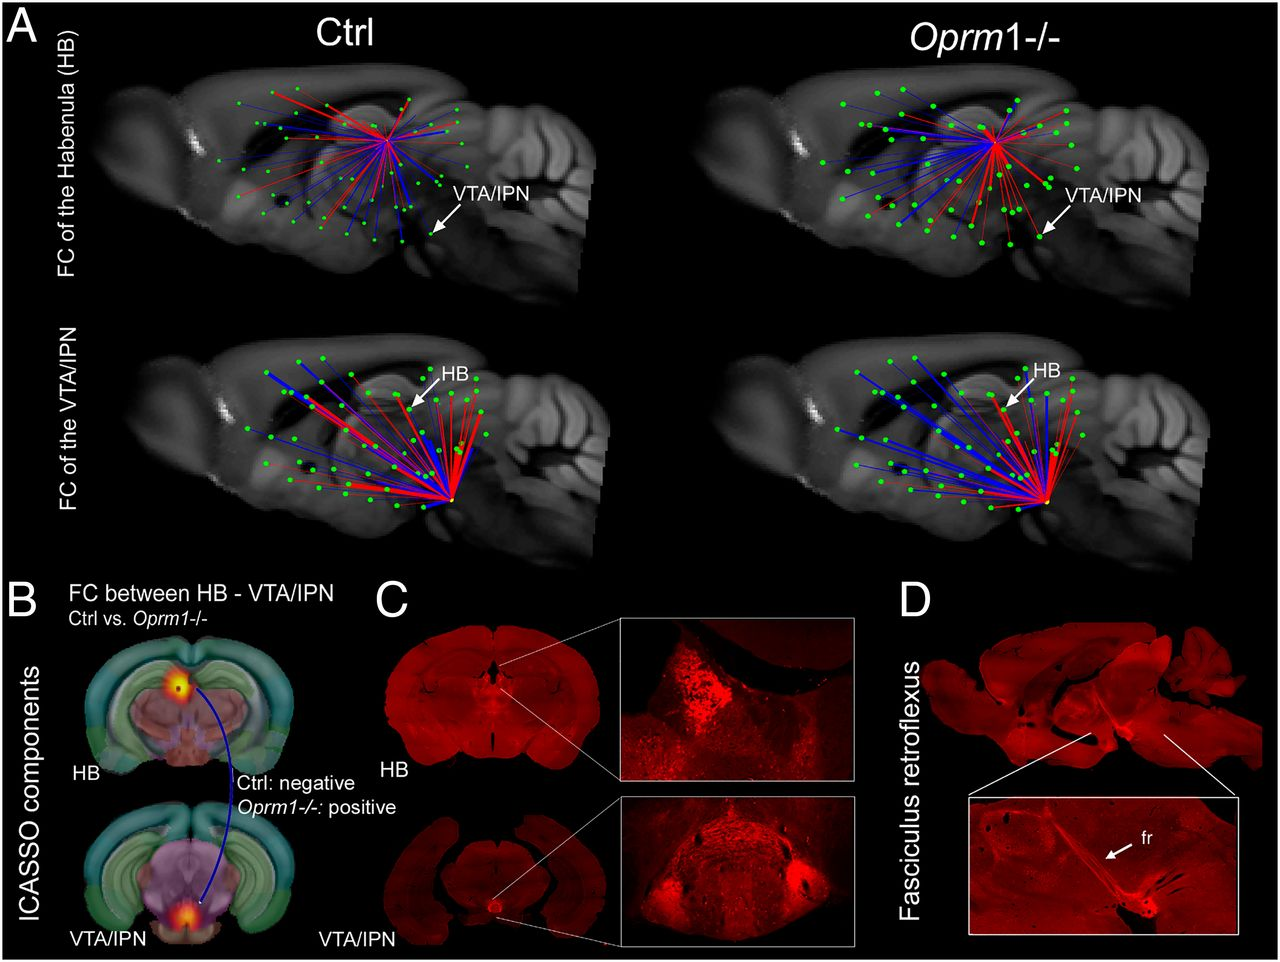 A
Ctrl
Oprm1-/-
FC of the Habenula (HB)
VTA/IPN
VTA/IPN
FC of the VTA/IPN
HB
HB
B
FC between HB - VTA/IPN
Ctrl vs. Oprm1-/-
ICASSO components
HB
Ctrl: negative
Oprm1-/-: positive
VTA/IPN
C
HB
VTA/IPN
D
Fasciculus retroflexus
fr